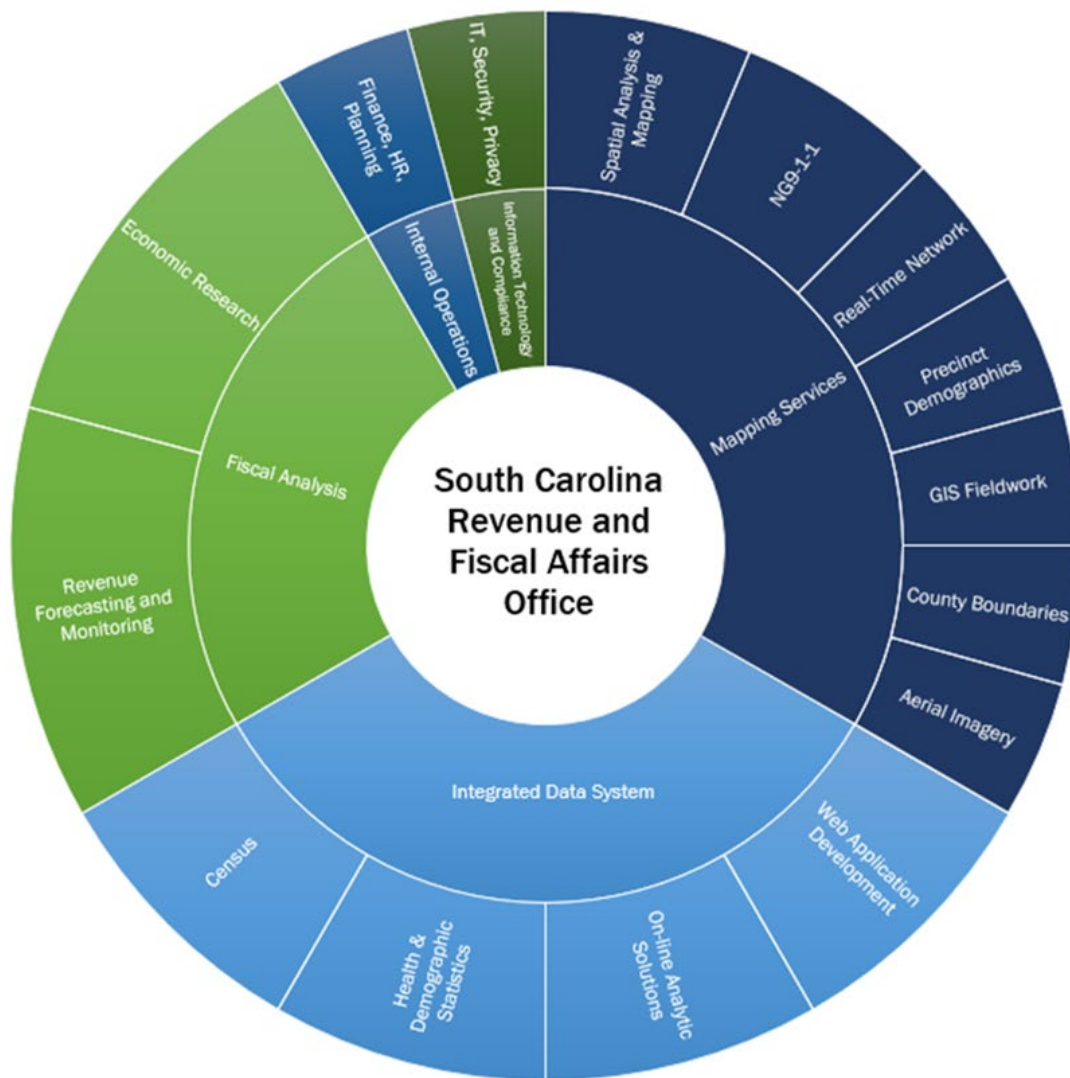 South Carolina
Revenue and
Fiscal Affairs
Office
Mapping Services
Spatial Analysis &
Mapping
NG9-1-1
Real-Time Network
Precinct
Demographics
GIS Fieldwork
County Boundaries
Aerial Imagery
Integrated Data System
Web Application
Development
On-line Analytic
Solutions
Health &
Demographic
Statistics
Census
Fiscal Analysis
Revenue
Forecasting and
Monitoring
Economic Research
Internal Operations
Finance, HR,
Planning
Information Technology
and Compliance
IT, Security, Privacy